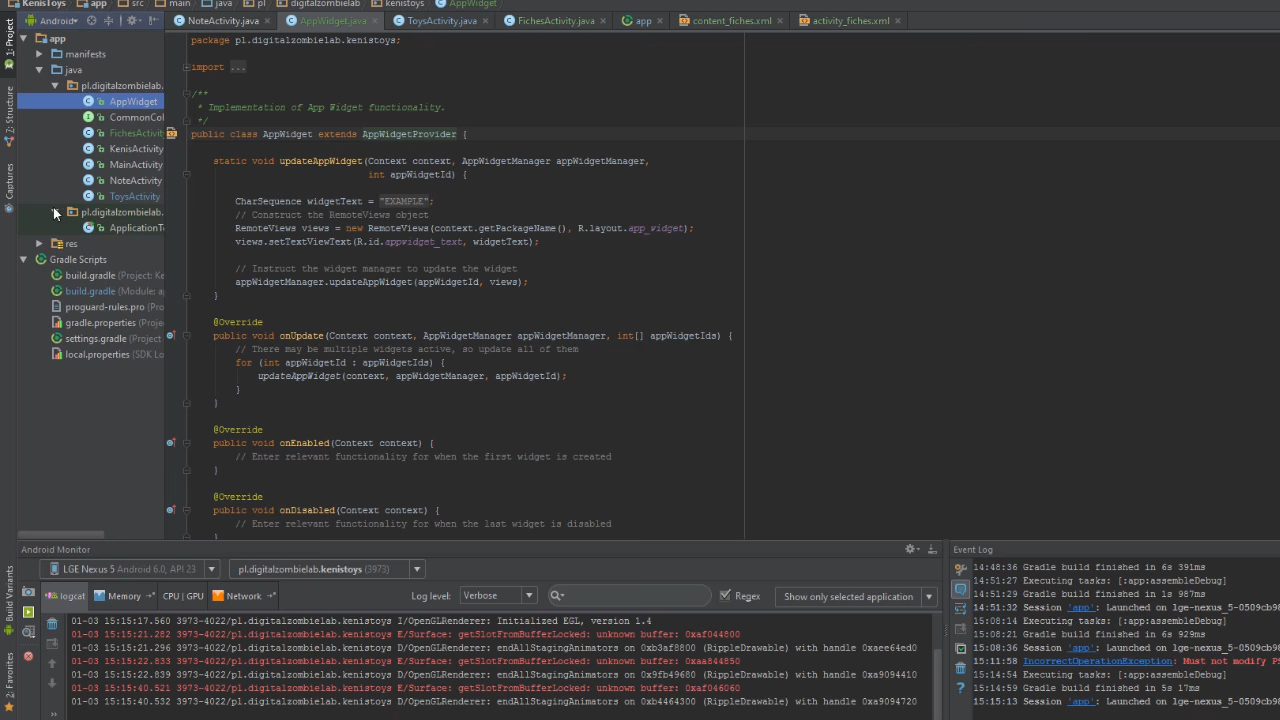 KenisToys app src main java pl digitalzombielab kenistoys AppWidget
Android
NoteActivity.java AppWidget.java ToysActivity.java FichesActivity.java app content_fiches.xml activity_fiches.xml
1: Project
7: Structure
Captures
Build Variants
2: Favorites
app
manifests
java
pl.digitalzombielab.
AppWidget
CommonCol
FichesActivity
KenisActivity
MainActivity
NoteActivity
ToysActivity
pl.digitalzombielab.
ApplicationTe
res
Gradle Scripts
build.gradle (Project: Ke
build.gradle (Module: a
proguard-rules.pro
gradle.properties (Proje
settings.gradle (Project
local.properties (SDK Lo
package pl.digitalzombielab.kenistoys;
import ...
/**
* Implementation of App Widget functionality.
*/
public class AppWidget extends AppWidgetProvider {
static void updateAppWidget(Context context, AppWidgetManager appWidgetManager,
int appWidgetId) {
CharSequence widgetText = "EXAMPLE";
// Construct the RemoteViews object
RemoteViews views = new RemoteViews(context.getPackageName(), R.layout.app_widget);
views.setTextViewText(R.id.appwidget_text, widgetText);
// Instruct the widget manager to update the widget
appWidgetManager.updateAppWidget(appWidgetId, views);
}
@Override
public void onUpdate(Context context, AppWidgetManager appWidgetManager, int[] appWidgetIds) {
// There may be multiple widgets active, so update all of them
for (int appWidgetId : appWidgetIds) {
updateAppWidget(context, appWidgetManager, appWidgetId);
}
}
@Override
public void onEnabled(Context context) {
// Enter relevant functionality for when the first widget is created
}
@Override
public void onDisabled(Context context) {
// Enter relevant functionality for when the last widget is disabled
}
Android Monitor
LGE Nexus 5 Android 6.0, API 23 pl.digitalzombielab.kenistoys (3973)
logcat Memory CPU | GPU Network Log level: Verbose Regex Show only selected application
01-03 15:15:17.560 3973-4022/pl.digitalzombielab.kenistoys I/OpenGLRenderer: Initialized EGL, version 1.4
01-03 15:15:21.282 3973-4022/pl.digitalzombielab.kenistoys E/Surface: getSlotFromBufferLocked: unknown buffer: 0xaf044800
01-03 15:15:21.296 3973-4022/pl.digitalzombielab.kenistoys D/OpenGLRenderer: endAllStagingAnimators on 0xb3af8800 (RippleDrawable) with handle 0xaee64ed0
01-03 15:15:22.833 3973-4022/pl.digitalzombielab.kenistoys E/Surface: getSlotFromBufferLocked: unknown buffer: 0xaa844850
01-03 15:15:22.839 3973-4022/pl.digitalzombielab.kenistoys D/OpenGLRenderer: endAllStagingAnimators on 0x9fb49680 (RippleDrawable) with handle 0xa9094410
01-03 15:15:40.521 3973-4022/pl.digitalzombielab.kenistoys E/Surface: getSlotFromBufferLocked: unknown buffer: 0xaf046060
01-03 15:15:40.532 3973-4022/pl.digitalzombielab.kenistoys D/OpenGLRenderer: endAllStagingAnimators on 0xb4464300 (RippleDrawable) with handle 0xa9094720
Event Log
14:48:36 Gradle build finished in 6s 391ms
14:51:27 Executing tasks: [:app:assembleDebug]
14:51:29 Gradle build finished in 1s 987ms
14:51:32 Session 'app': Launched on lge-nexus_5-0509cb9
15:08:14 Executing tasks: [:app:assembleDebug]
15:08:21 Gradle build finished in 6s 929ms
15:08:36 Session 'app': Launched on lge-nexus_5-0509cb9
15:11:58 IncorrectOperationException: Must not modify PS
15:14:54 Executing tasks: [:app:assembleDebug]
15:14:59 Gradle build finished in 5s 17ms
15:15:13 Session 'app': Launched on lge-nexus_5-0509cb9